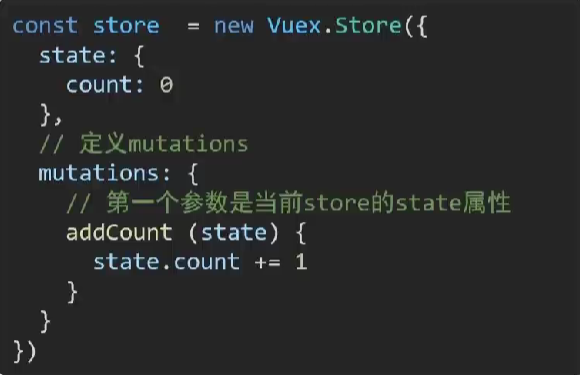 const store  = new Vuex.Store({
  state: {
    count: 0
  },
  // 定义mutations
  mutations: {
    // 第一个参数是当前store的state属性
    addCount (state) {
      state.count += 1
    }
  }
})